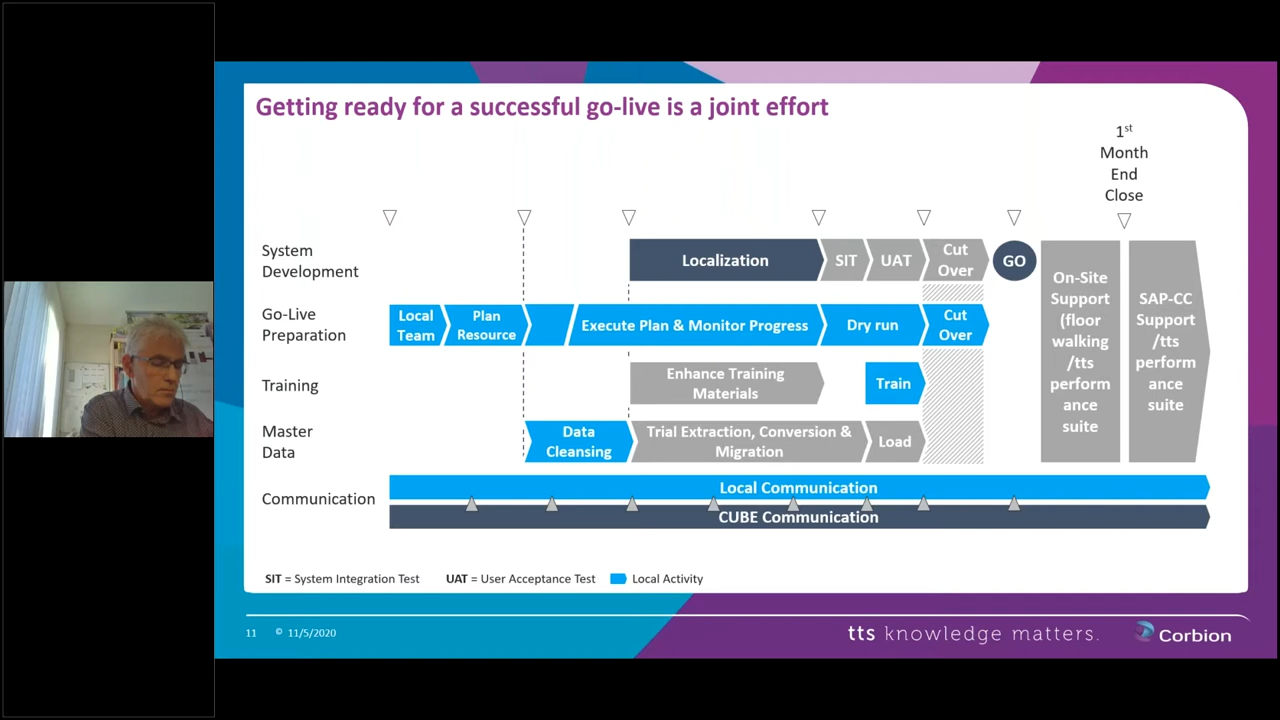 Getting ready for a successful go-live is a joint effort
1st
Month
End
Close
System
Development
Localization
SIT
UAT
Cut
Over
GO
On-Site
Support
(floor
walking
/tts
perform
ance
suite
SAP-CC
Support
/tts
perform
ance
suite
Go-Live
Preparation
Local
Team
Plan
Resource
Execute Plan & Monitor Progress
Dry run
Cut
Over
Training
Enhance Training
Materials
Train
Master
Data
Data
Cleansing
Trial Extraction, Conversion &
Migration
Load
Communication
Local Communication
CUBE Communication
SIT = System Integration Test
UAT = User Acceptance Test
Local Activity
11 © 11/5/2020
tts knowledge matters.
Corbion